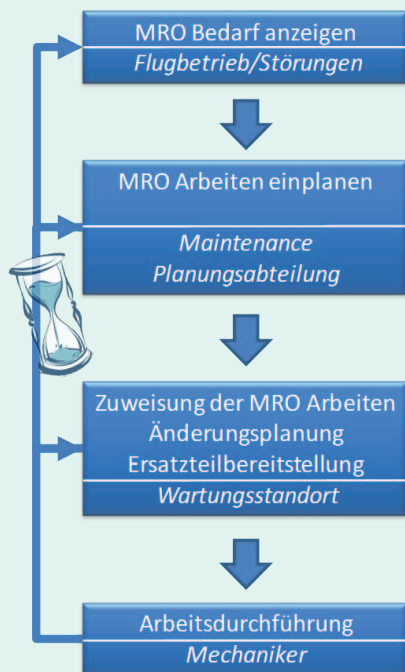 MRO Bedarf anzeigen
Flugbetrieb/Störungen
MRO Arbeiten einplanen
Maintenance
Planungsabteilung
Zuweisung der MRO Arbeiten
Änderungsplanung
Ersatzteilbereitstellung
Wartungsstandort
Arbeitsdurchführung
Mechaniker